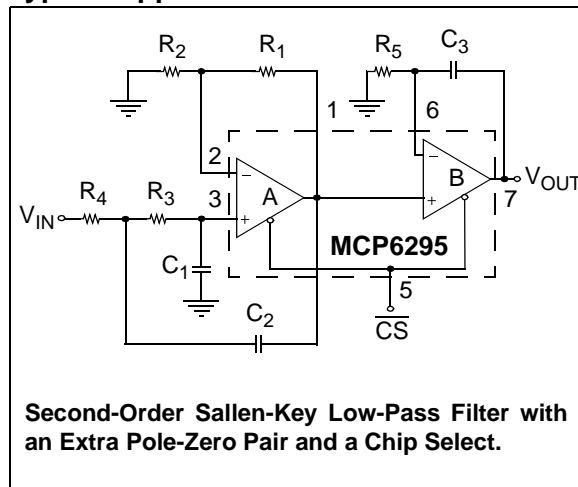 R2
R1
R5
C3
1
6
2
3
A
B
7
VOUT
R4
R3
VIN
MCP6295
C1
5
C2
CS
Second-Order Sallen-Key Low-Pass Filter with
an Extra Pole-Zero Pair and a Chip Select.